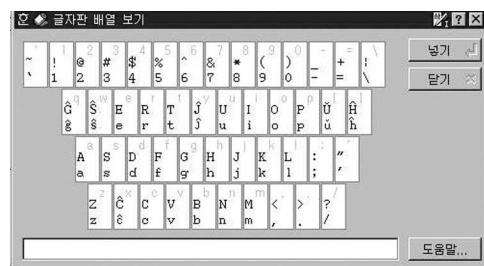 글자판 배열 보기
넣기
닫기
~ ! @ # $ % ^ & * ( ) _ + ¦
` 1 2 3 4 5 6 7 8 9 0 - = \
Ĝ Ŝ E R T Ĵ U I O P Ŭ Ĥ
ĝ ŝ e r t ĵ u i o p ŭ ĥ
A S D F G H J K L : "
a s d f g h j k l ; '
Z Ĉ C V B N M < > ?
z ĉ c v b n m , . /
도움말...